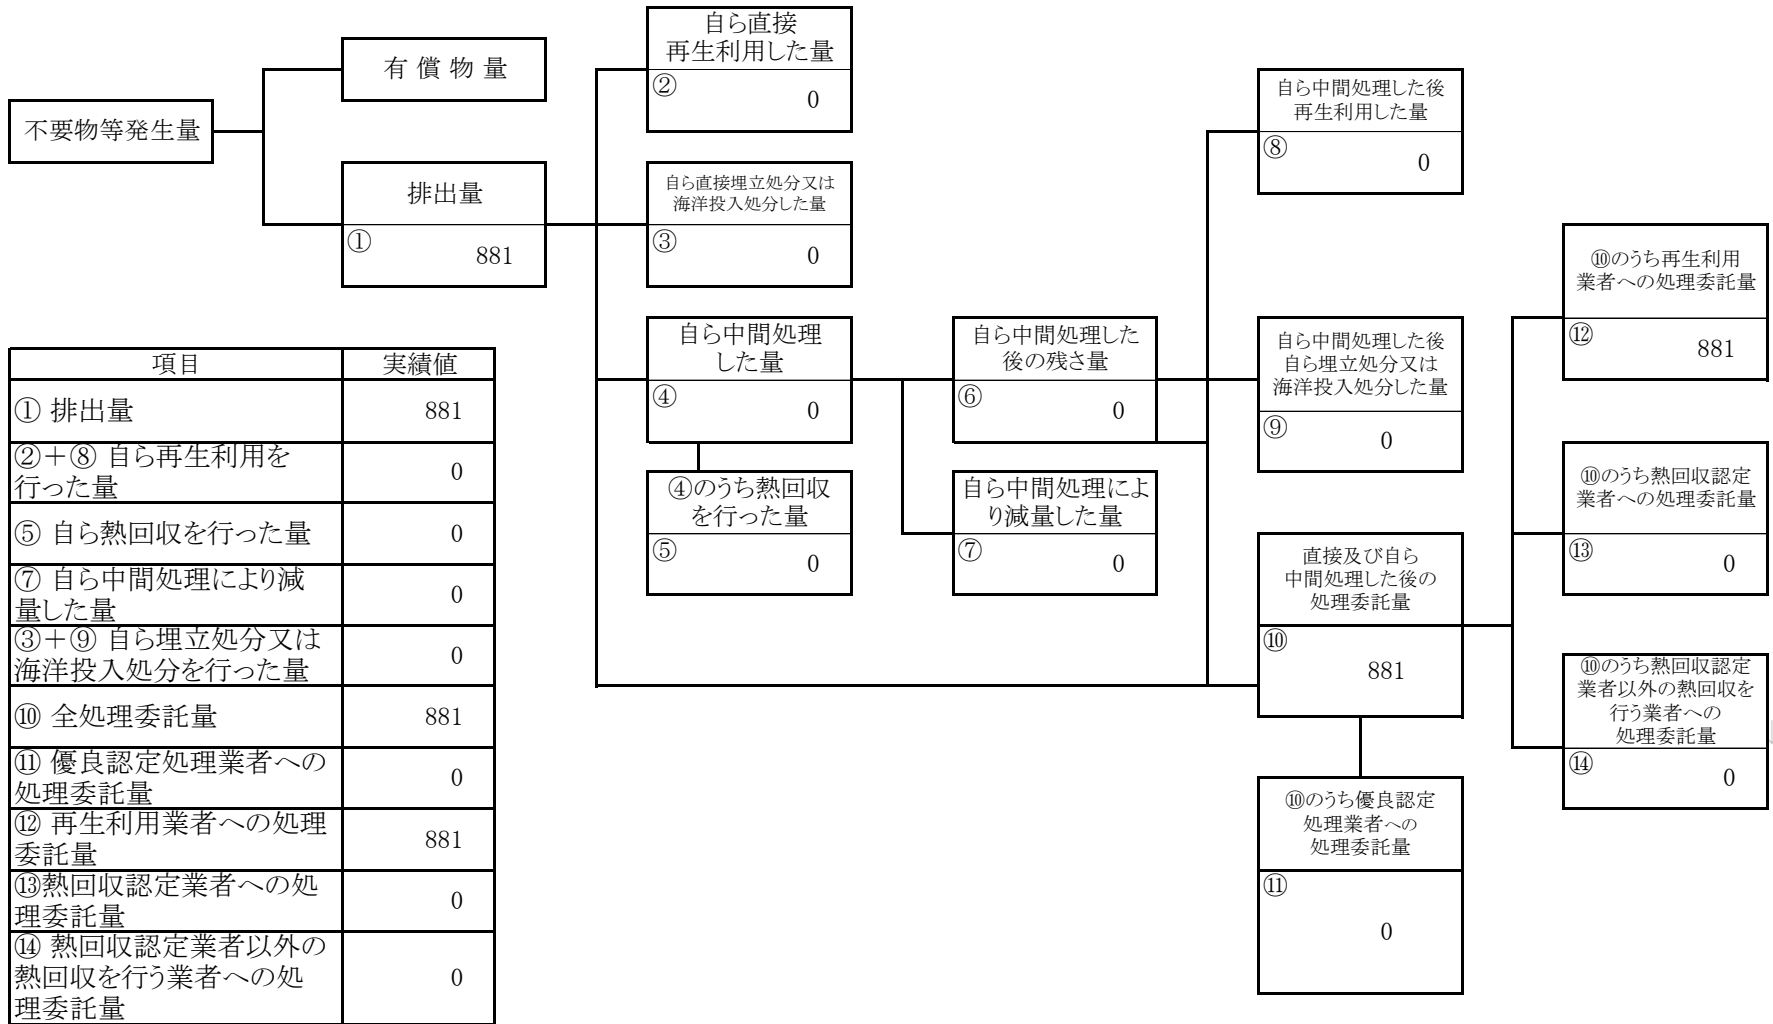 不要物等発生量
有 償 物 量
排出量
①
881
自ら直接
再生利用した量
②
0
自ら直接埋立処分又は
海洋投入処分した量
③
0
自ら中間処理
した量
④
0
④のうち熱回収
を行った量
⑤
0
自ら中間処理した
後の残さ量
⑥
0
自ら中間処理によ
り減量した量
⑦
0
自ら中間処理した後
再生利用した量
⑧
0
自ら中間処理した後
自ら埋立処分又は
海洋投入処分した量
⑨
0
直接及び自ら
中間処理した後の
処理委託量
⑩
881
⑩のうち優良認定
処理業者への
処理委託量
⑪
0
⑩のうち再生利用
業者への処理委託量
⑫
881
⑩のうち熱回収認定
業者への処理委託量
⑬
0
⑩のうち熱回収認定
業者以外の熱回収を
行う業者への
処理委託量
⑭
0
項目 実績値
① 排出量 881
②＋⑧ 自ら再生利用を
行った量 0
⑤ 自ら熱回収を行った量 0
⑦ 自ら中間処理により減
量した量 0
③＋⑨ 自ら埋立処分又は
海洋投入処分を行った量 0
⑩ 全処理委託量 881
⑪ 優良認定処理業者への
処理委託量 0
⑫ 再生利用業者への処理
委託量 881
⑬熱回収認定業者への処
理委託量 0
⑭ 熱回収認定業者以外の
熱回収を行う業者への処
理委託量 0